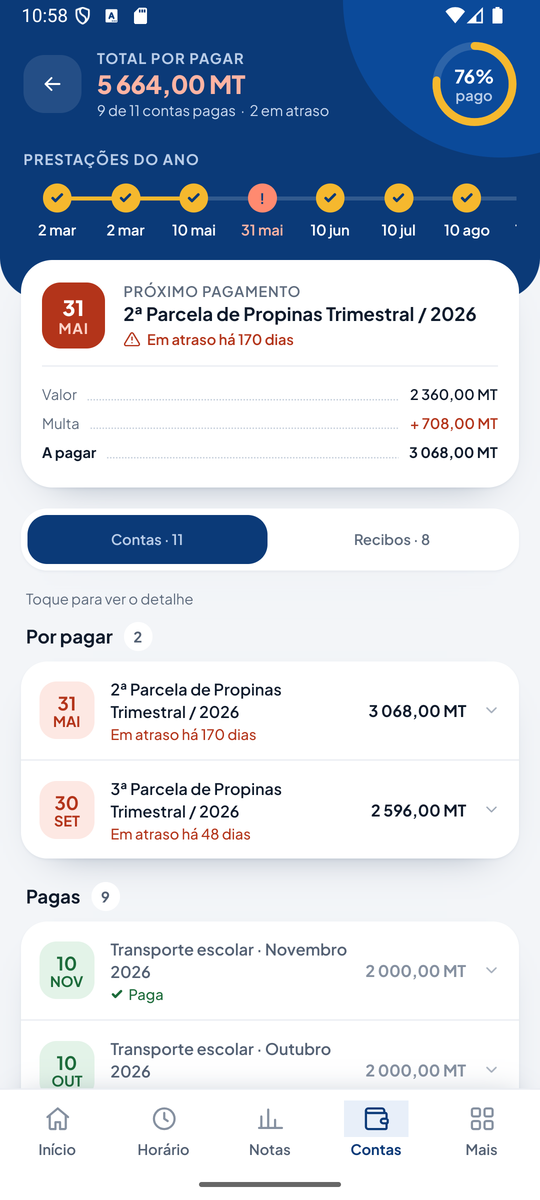 10:58
TOTAL POR PAGAR
5 664,00 MT
9 de 11 contas pagas · 2 em atraso
76%
pago
PRESTAÇÕES DO ANO
2 mar 2 mar 10 mai 31 mai 10 jun 10 jul 10 ago
31
MAI
PRÓXIMO PAGAMENTO
2ª Parcela de Propinas Trimestral / 2026
Em atraso há 170 dias
Valor 2 360,00 MT
Multa + 708,00 MT
A pagar 3 068,00 MT
Contas · 11 Recibos · 8
Toque para ver o detalhe
Por pagar 2
31
MAI
2ª Parcela de Propinas
Trimestral / 2026
Em atraso há 170 dias
3 068,00 MT
30
SET
3ª Parcela de Propinas
Trimestral / 2026
Em atraso há 48 dias
2 596,00 MT
Pagas 9
10
NOV
Transporte escolar · Novembro
2026
Paga
2 000,00 MT
10
OUT
Transporte escolar · Outubro
2026
2 000,00 MT
Início Horário Notas Contas Mais